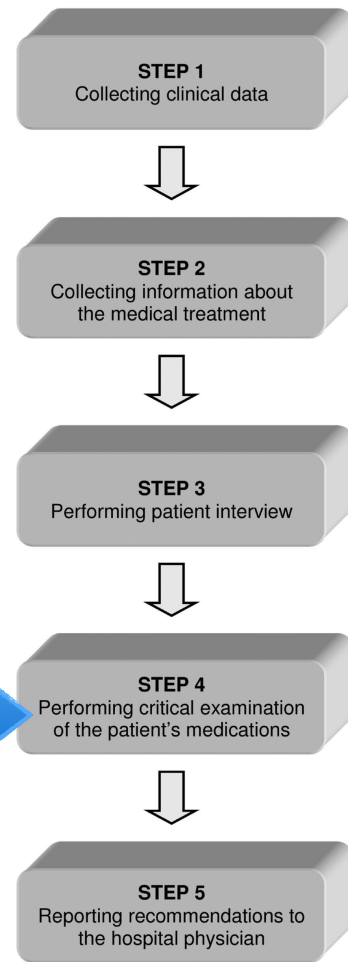 STEP 1
Collecting clinical data
STEP 2
Collecting information about
the medical treatment
STEP 3
Performing patient interview
STEP 4
Performing critical examination
of the patient's medications
STEP 5
Reporting recommendations to
the hospital physician